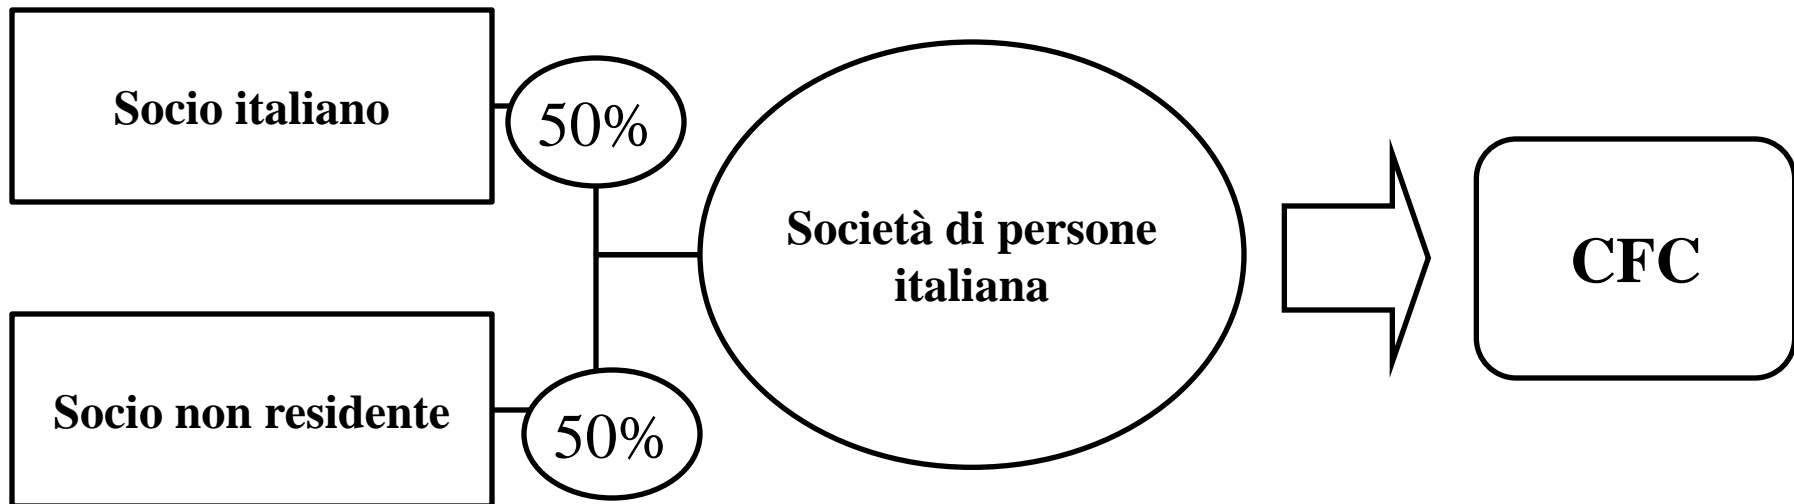 Socio italiano
50%
Società di persone
italiana
CFC
Socio non residente
50%